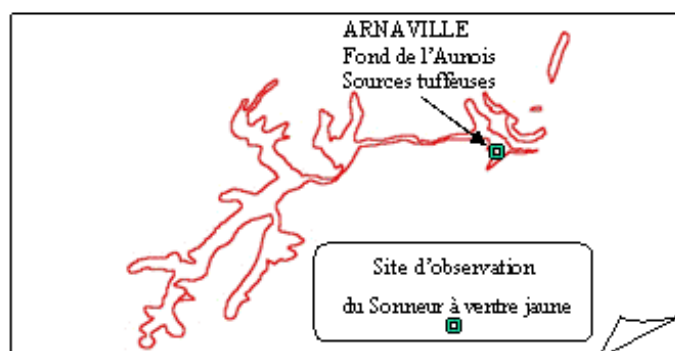 ARNAVILLE
Fond de l'Aunois
Sources tufféuses
Site d'observation
du Sonneur à ventre jaune